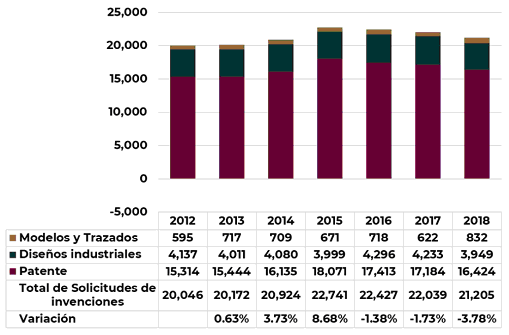 25,000
20,000
15,000
10,000
5,000
0
-5,000
2012 2013 2014 2015 2016 2017 2018
Modelos y Trazados 595 717 709 671 718 622 832
Diseños industriales 4,137 4,011 4,080 3,999 4,296 4,233 3,949
Patente 15,314 15,444 16,135 18,071 17,413 17,184 16,424
Total de Solicitudes de
invenciones 20,046 20,172 20,924 22,741 22,427 22,039 21,205
Variación 0.63% 3.73% 8.68% -1.38% -1.73% -3.78%